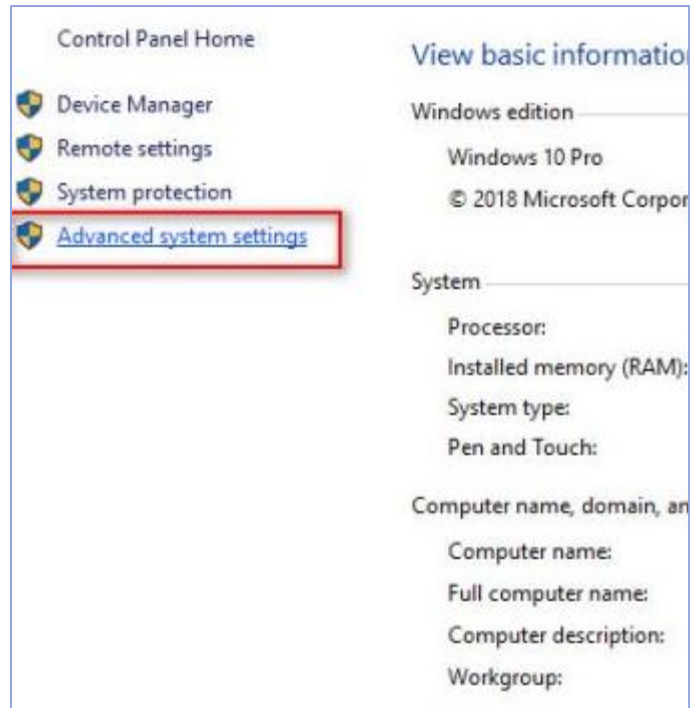 Control Panel Home
Device Manager
Remote settings
System protection
Advanced system settings
View basic informatio
Windows edition
Windows 10 Pro
© 2018 Microsoft Corpor
System
Processor:
Installed memory (RAM):
System type:
Pen and Touch:
Computer name, domain, an
Computer name:
Full computer name:
Computer description:
Workgroup: